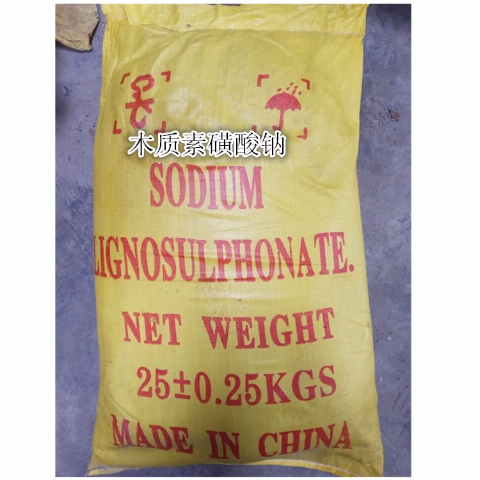 木质素磺酸钠
SODIUM
LIGNOSULPHONATE.
NET WEIGHT
25±0.25KGS
MADE IN CHINA